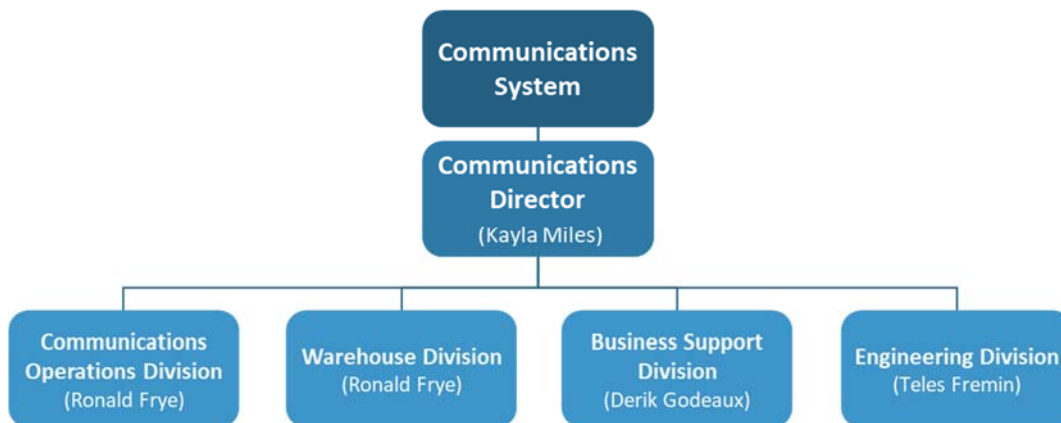 Communications
System
Communications
Director
(Kayla Miles)
Communications
Operations Division
(Ronald Frye)
Warehouse Division
(Ronald Frye)
Business Support
Division
(Derik Godeaux)
Engineering Division
(Teles Fremin)